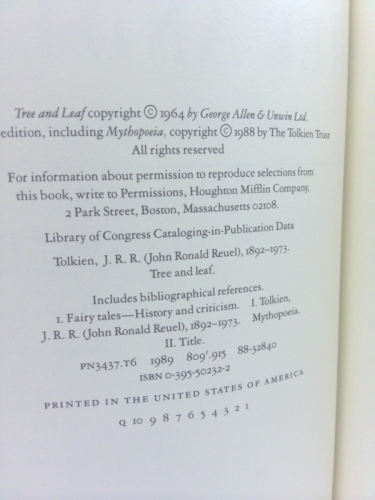 Tree and Leaf copyright © 1964 by George Allen & Unwin Ltd.
edition, including Mythopoeia, copyright © 1988 by The Tolkien Trust
All rights reserved
For information about permission to reproduce selections from
this book, write to Permissions, Houghton Mifflin Company,
2 Park Street, Boston, Massachusetts 02108.
Library of Congress Cataloging-in-Publication Data
Tolkien, J. R. R. (John Ronald Reuel), 1892–1973.
Tree and leaf.
Includes bibliographical references.
1. Fairy tales—History and criticism. I. Tolkien,
J. R. R. (John Ronald Reuel), 1892–1973. Mythopoeia.
II. Title.
PN3437.T6 1989 809'.915 88-32840
ISBN 0-395-50232-2
PRINTED IN THE UNITED STATES OF AMERICA
Q 10 9 8 7 6 5 4 3 2 1